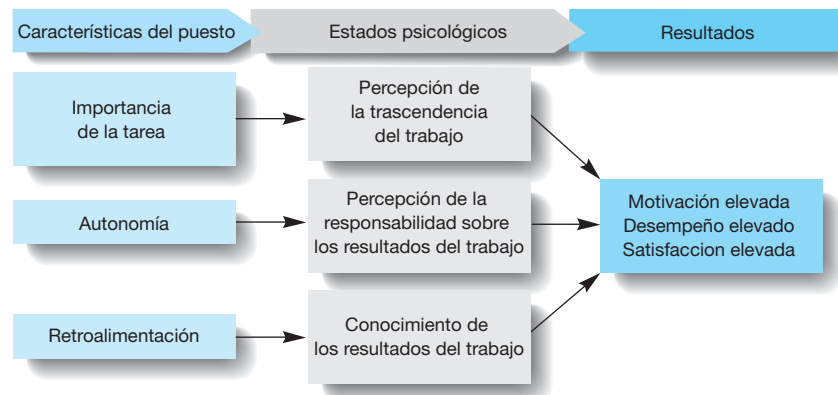 Características del puesto
Estados psicológicos
Resultados
Importancia
de la tarea
Percepción de
la trascendencia
del trabajo
Autonomía
Percepción de la
responsabilidad sobre
los resultados del trabajo
Motivación elevada
Desempeño elevado
Satisfaccion elevada
Retroalimentación
Conocimiento de
los resultados del trabajo